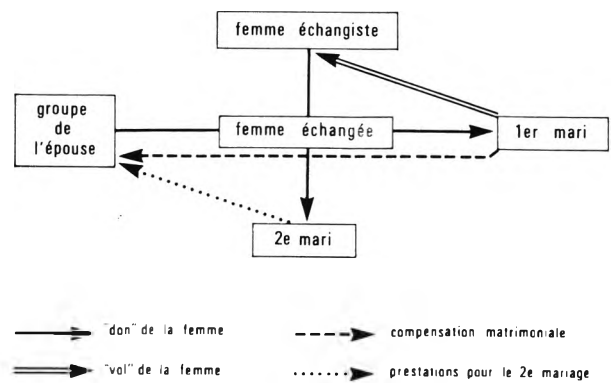 femme échangiste
groupe
de
l'épouse
femme échangée
1er mari
2e mari
"don" de la femme
compensation matrimoniale
"vol" de la femme
prestations pour le 2e mariage